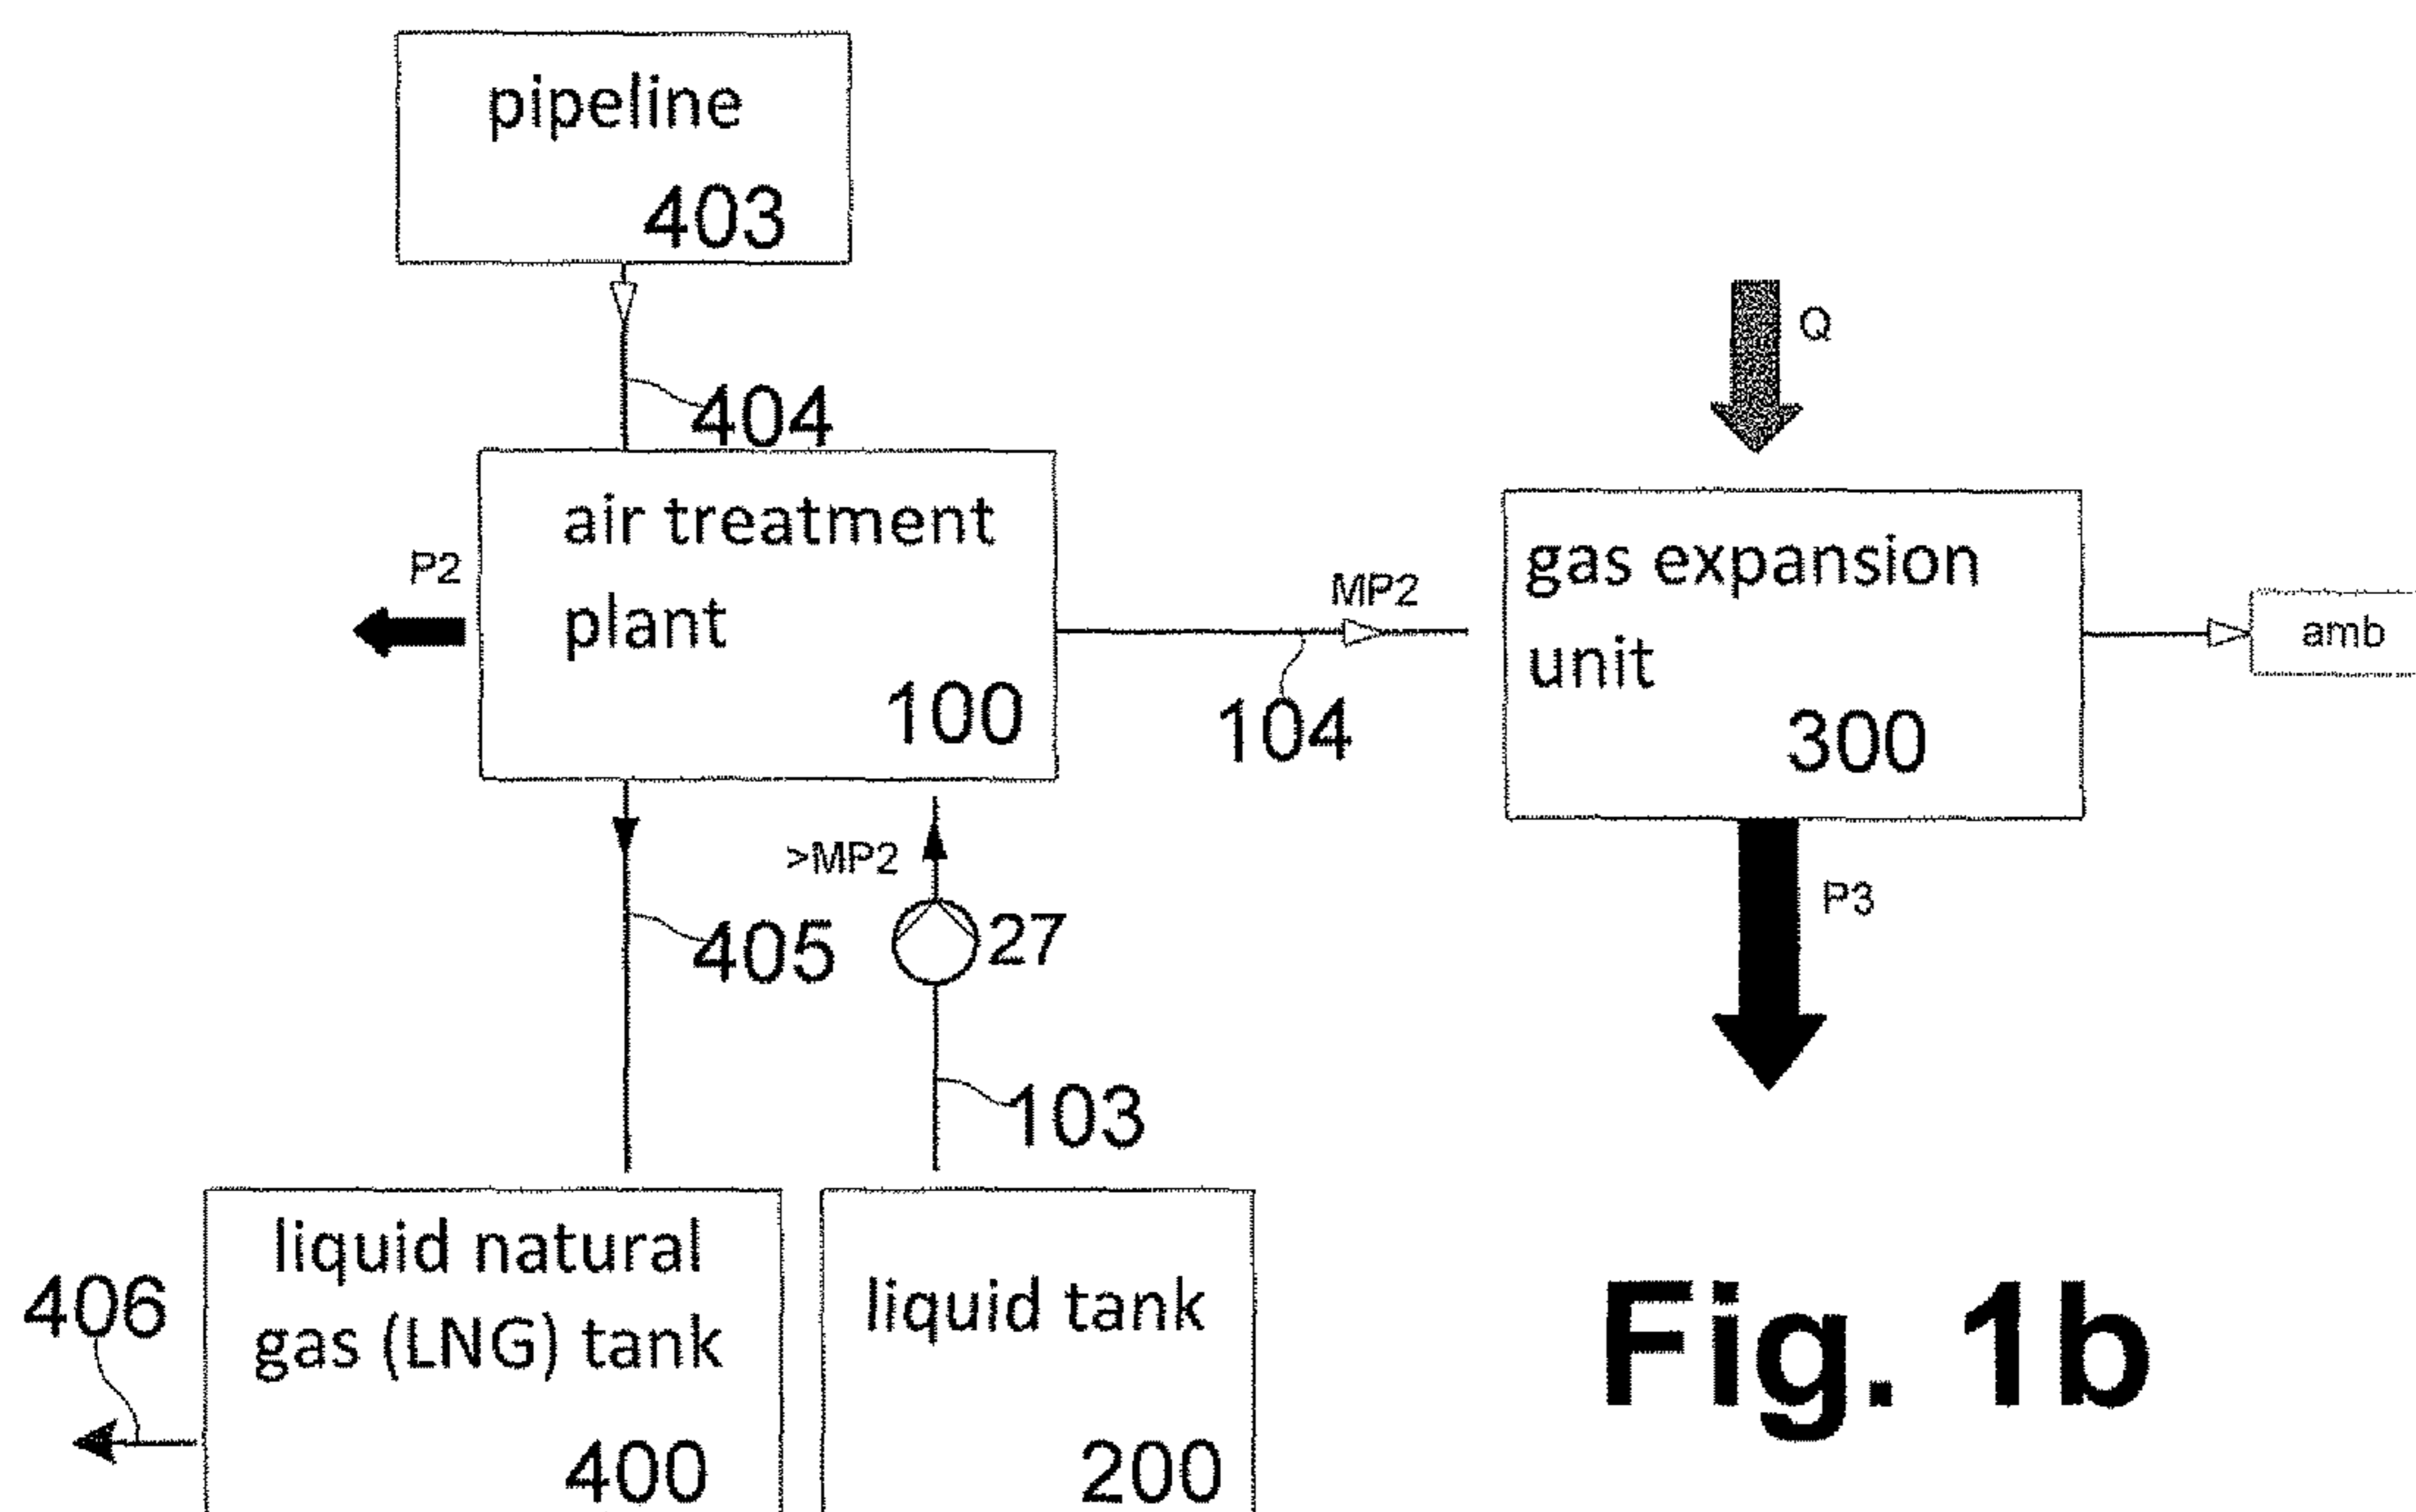 pipeline
403
404
Q
air treatment
plant
100
P2
MP2
104
gas expansion
unit
300
amb
>MP2
27
405
P3
103
406
liquid natural
gas (LNG) tank
400
liquid tank
200
Fig. 1b